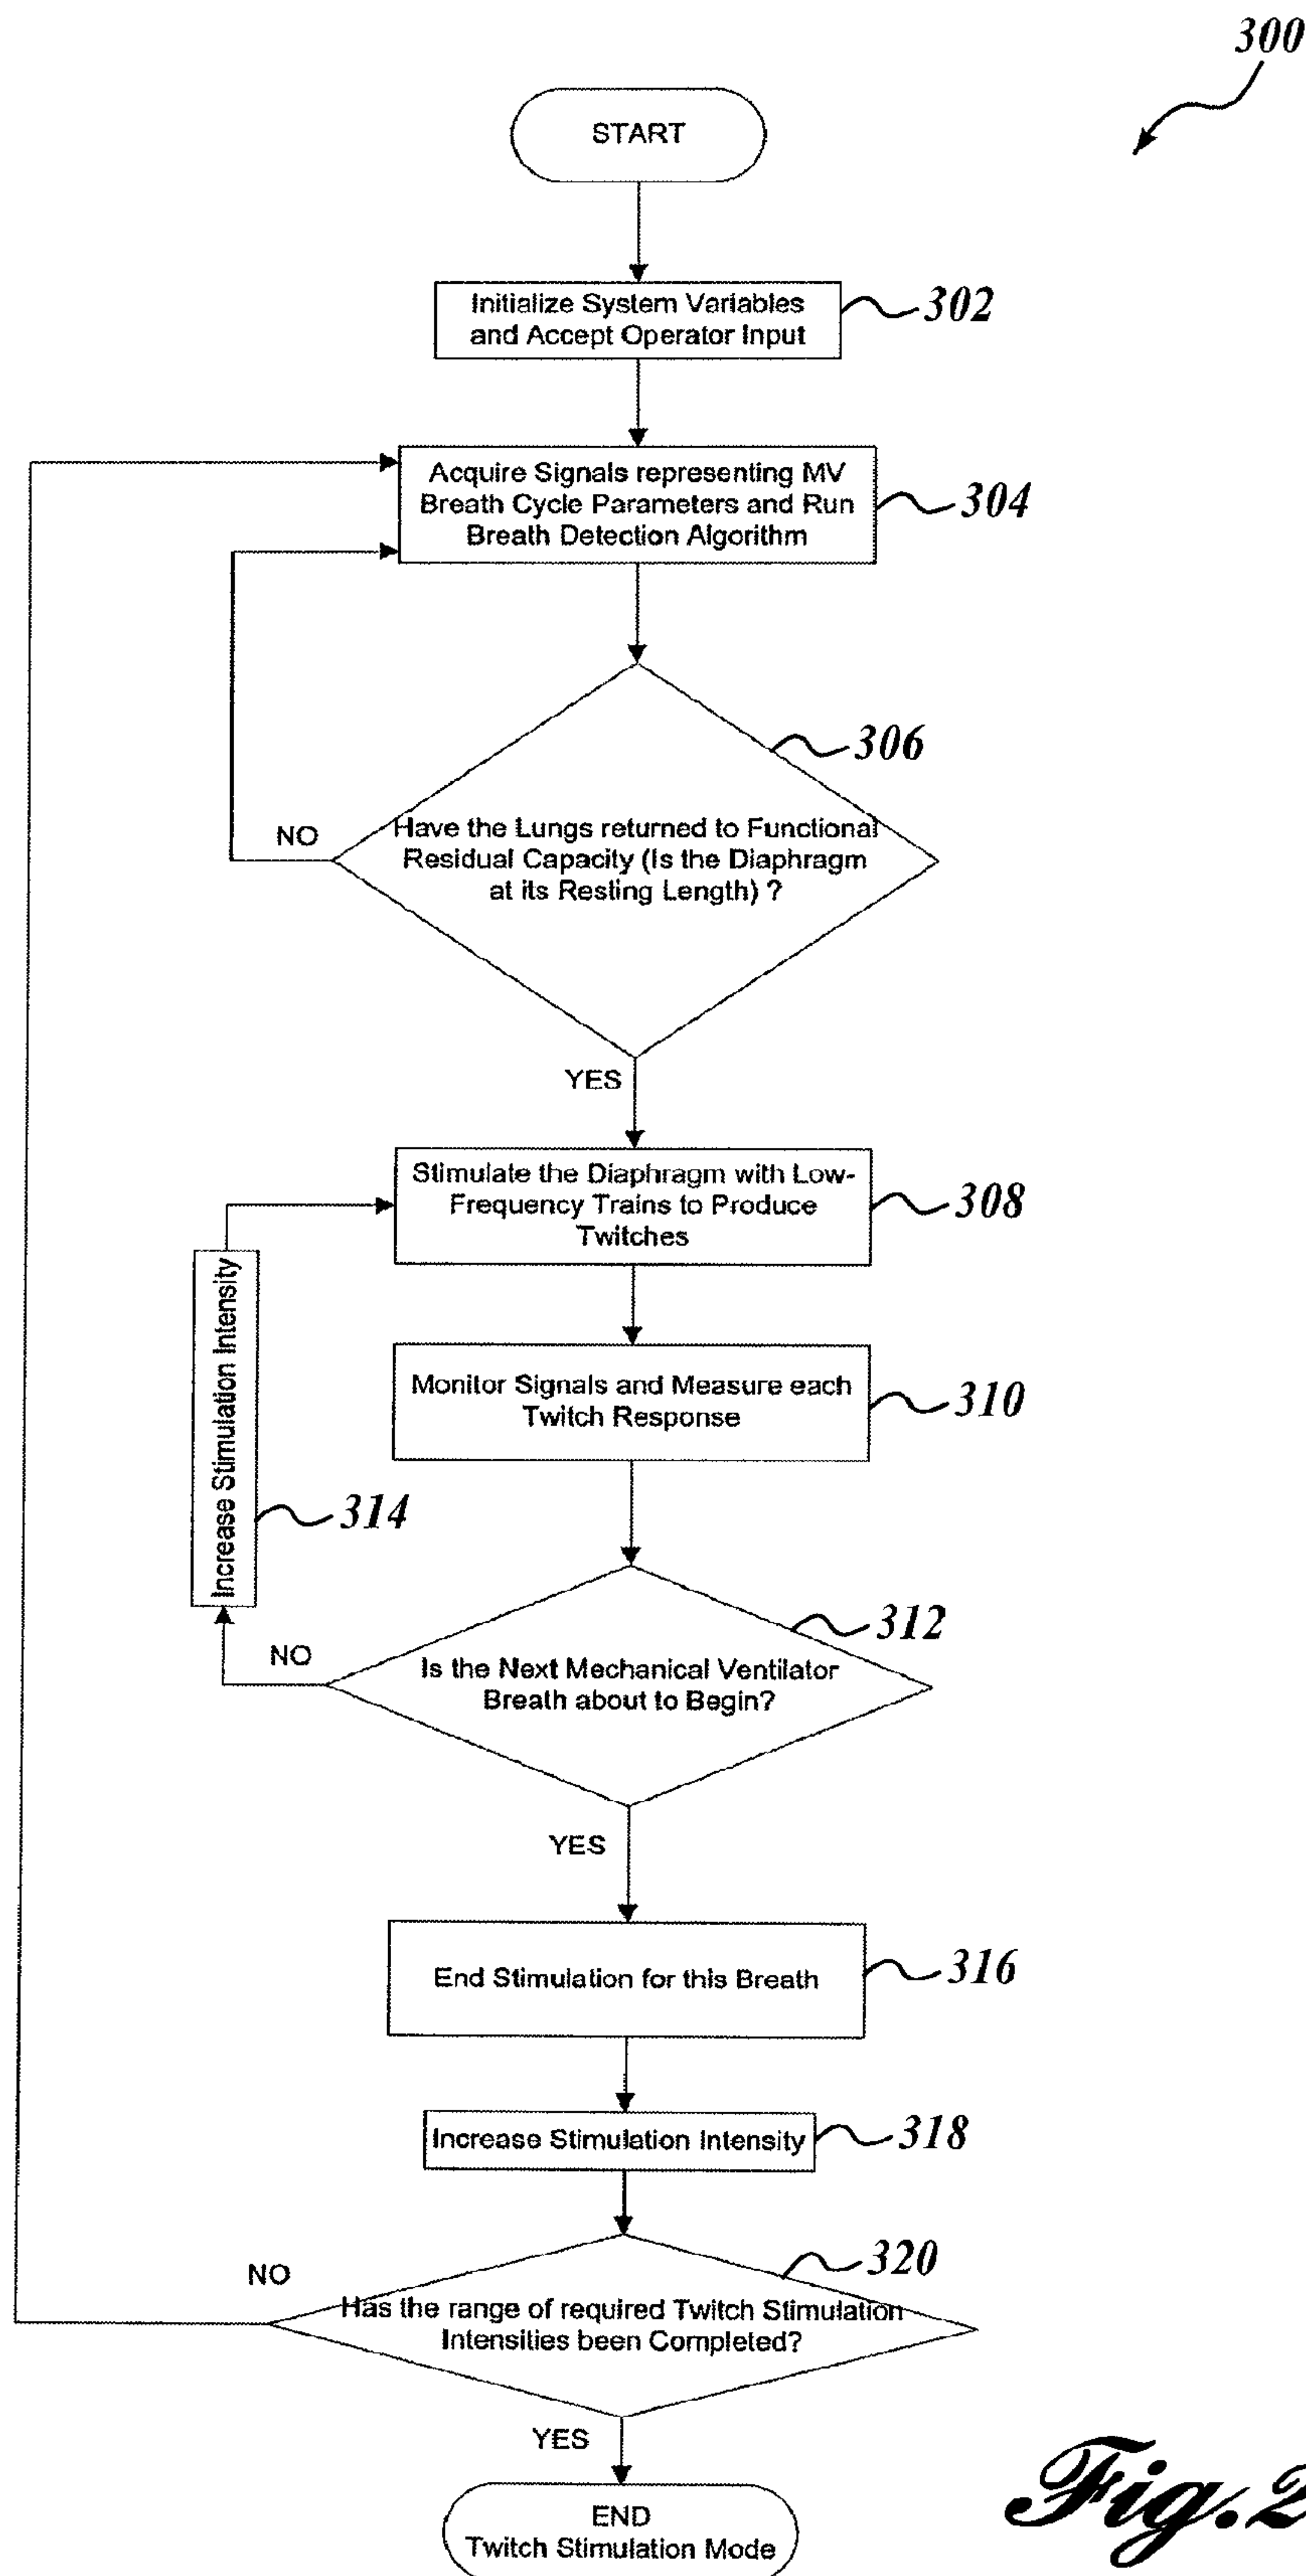 300
START
Initialize System Variables
and Accept Operator Input
302
Acquire Signals representing MV
Breath Cycle Parameters and Run
Breath Detection Algorithm
304
306
NO
Have the Lungs returned to Functional
Residual Capacity (Is the Diaphragm
at its Resting Length) ?
YES
Stimulate the Diaphragm with Low-
Frequency Trains to Produce
Twitches
308
Increase Stimulation Intensity
314
Monitor Signals and Measure each
Twitch Response
310
312
NO
Is the Next Mechanical Ventilator
Breath about to Begin?
YES
End Stimulation for this Breath
316
Increase Stimulation Intensity
318
320
NO
Has the range of required Twitch Stimulation
Intensities been Completed?
YES
END
Twitch Stimulation Mode
Fig.2